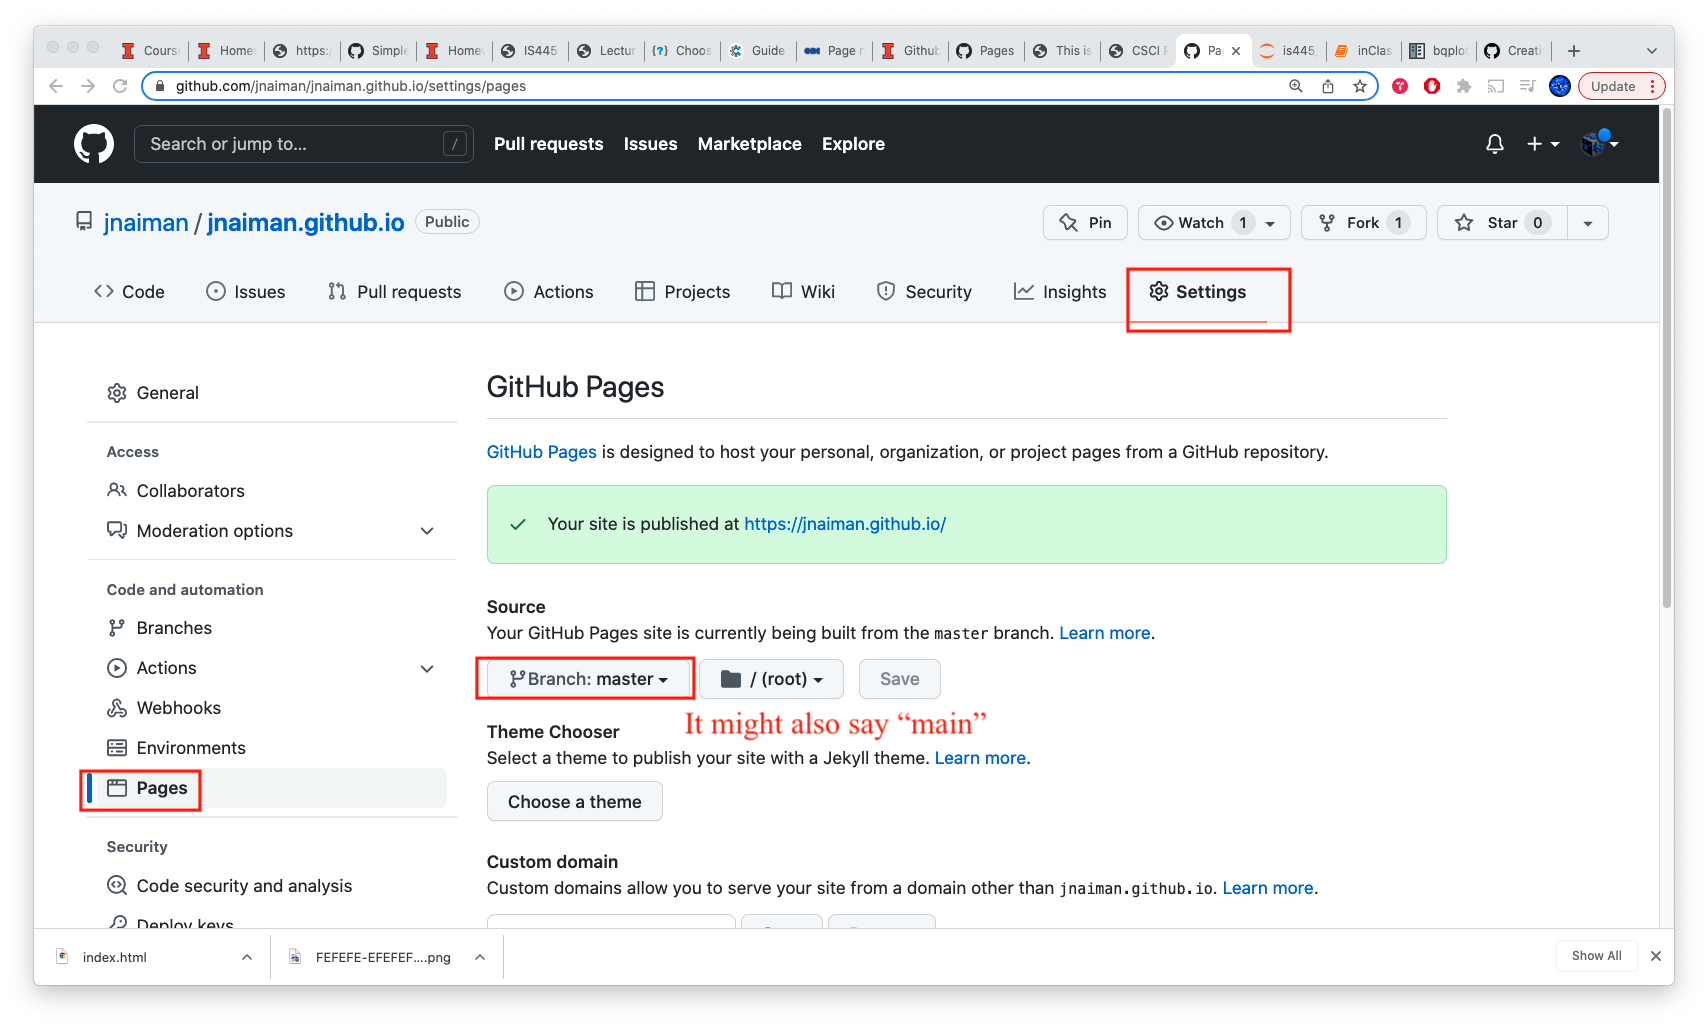 Cours
Home
https:/
Simple
Home
IS445
Lectur
Choos
Guide
Page n
Github
Pages
This is
CSCI F
Pa
is445_
inClas
bqplot
Creati
github.com/jnaiman/jnaiman.github.io/settings/pages
Update
Search or jump to... /
Pull requests Issues Marketplace Explore
jnaiman / jnaiman.github.io Public
Pin Watch 1 Fork 1 Star 0
Code Issues Pull requests Actions Projects Wiki Security Insights Settings
General
Access
Collaborators
Moderation options
Code and automation
Branches
Actions
Webhooks
Environments
Pages
Security
Code security and analysis
Deploy keys
GitHub Pages
GitHub Pages is designed to host your personal, organization, or project pages from a GitHub repository.
Your site is published at https://jnaiman.github.io/
Source
Your GitHub Pages site is currently being built from the master branch. Learn more.
Branch: master / (root) Save
It might also say “main”
Theme Chooser
Select a theme to publish your site with a Jekyll theme. Learn more.
Choose a theme
Custom domain
Custom domains allow you to serve your site from a domain other than jnaiman.github.io. Learn more.
index.html
FEFEFE-EFEFEF....png
Show All